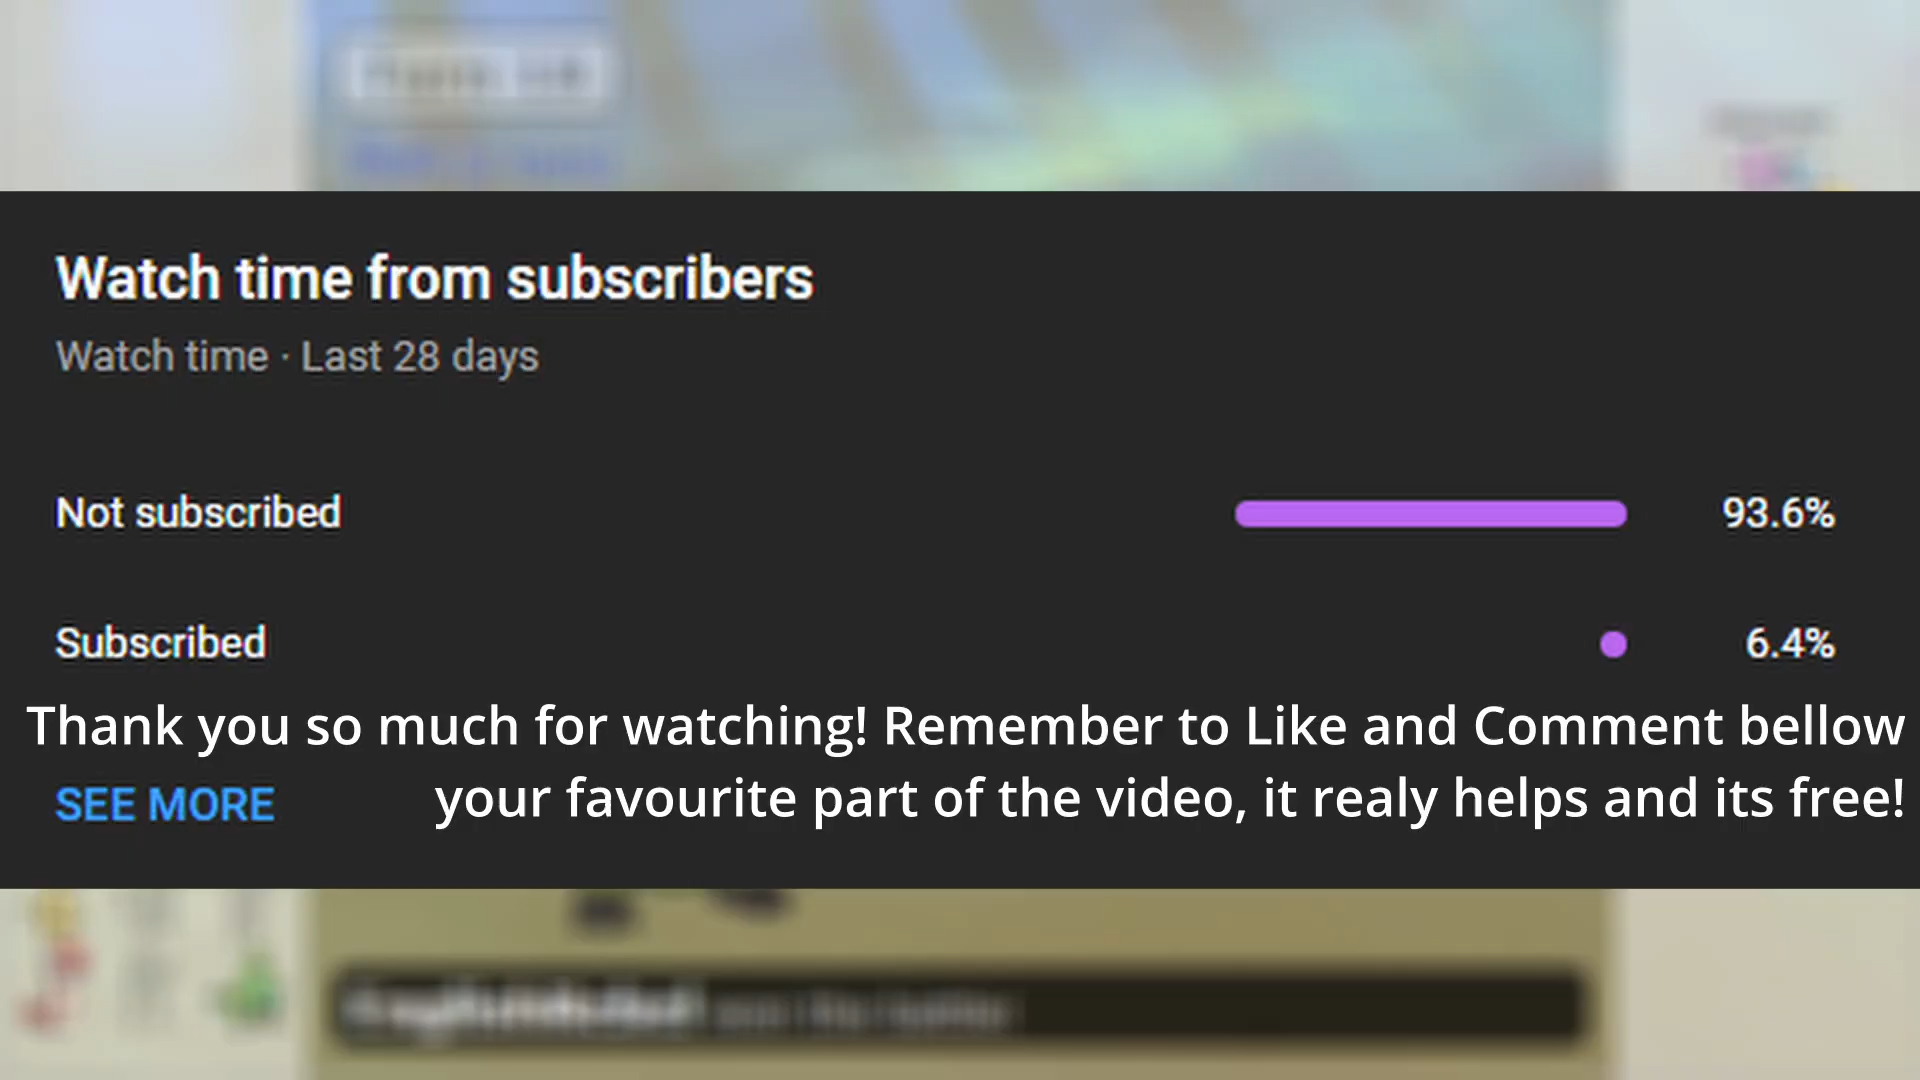 Watch time from subscribers
Watch time · Last 28 days
Not subscribed 93.6%
Subscribed 6.4%
Thank you so much for watching! Remember to Like and Comment bellow
your favourite part of the video, it realy helps and its free!
SEE MORE